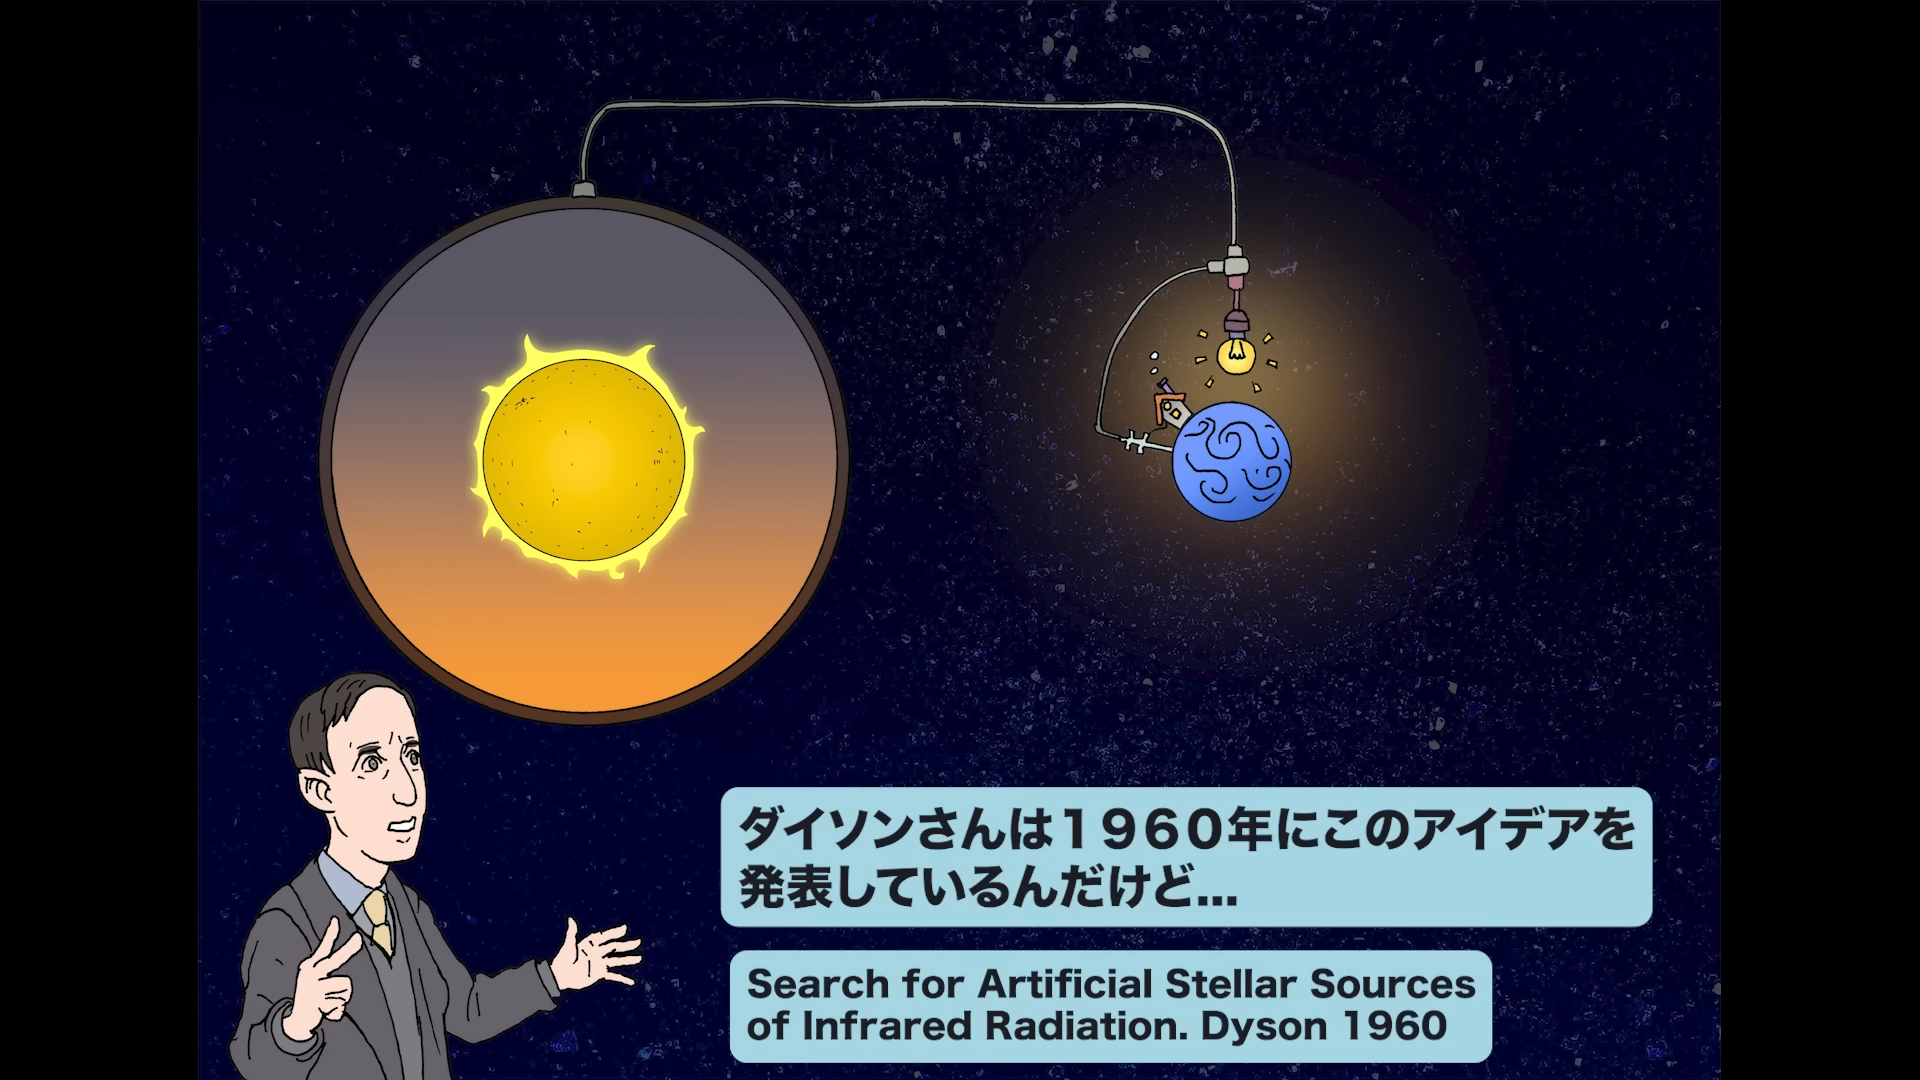 ダイソンさんは1960年にこのアイデアを
発表しているんだけど...
Search for Artificial Stellar Sources
of Infrared Radiation. Dyson 1960